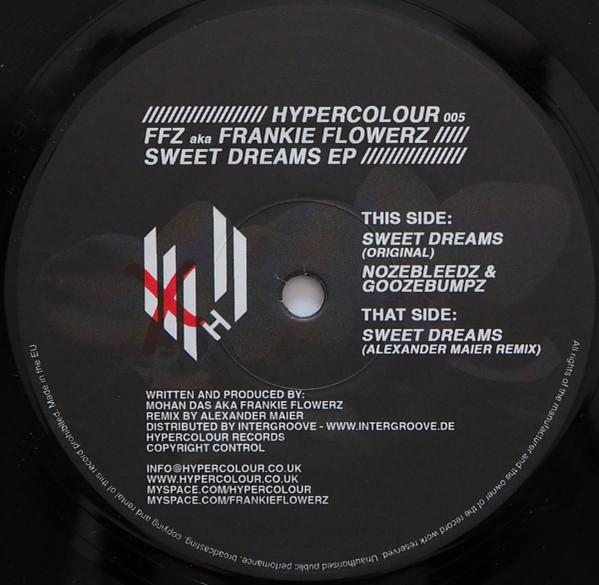 /////////////////// HYPERCOLOUR 005
FFZ aka FRANKIE FLOWERZ /////
SWEET DREAMS EP ////////////////
THIS SIDE:
SWEET DREAMS
(ORIGINAL)
NOZEBLEEDZ &
GOOZEBUMPZ
THAT SIDE:
SWEET DREAMS
(ALEXANDER MAIER REMIX)
H
WRITTEN AND PRODUCED BY:
MOHAN DAS AKA FRANKIE FLOWERZ
REMIX BY ALEXANDER MAIER
DISTRIBUTED BY INTERGROOVE - WWW.INTERGROOVE.DE
HYPERCOLOUR RECORDS
COPYRIGHT CONTROL
INFO@HYPERCOLOUR.CO.UK
WWW.HYPERCOLOUR.CO.UK
MYSPACE.COM/HYPERCOLOUR
MYSPACE.COM/FRANKIEFLOWERZ
All rights of the manufacturer and the owner of the record work reserved. Unauthorised public perfomance, broadcasting, copying and rental of this record prohibited. Made in the EU